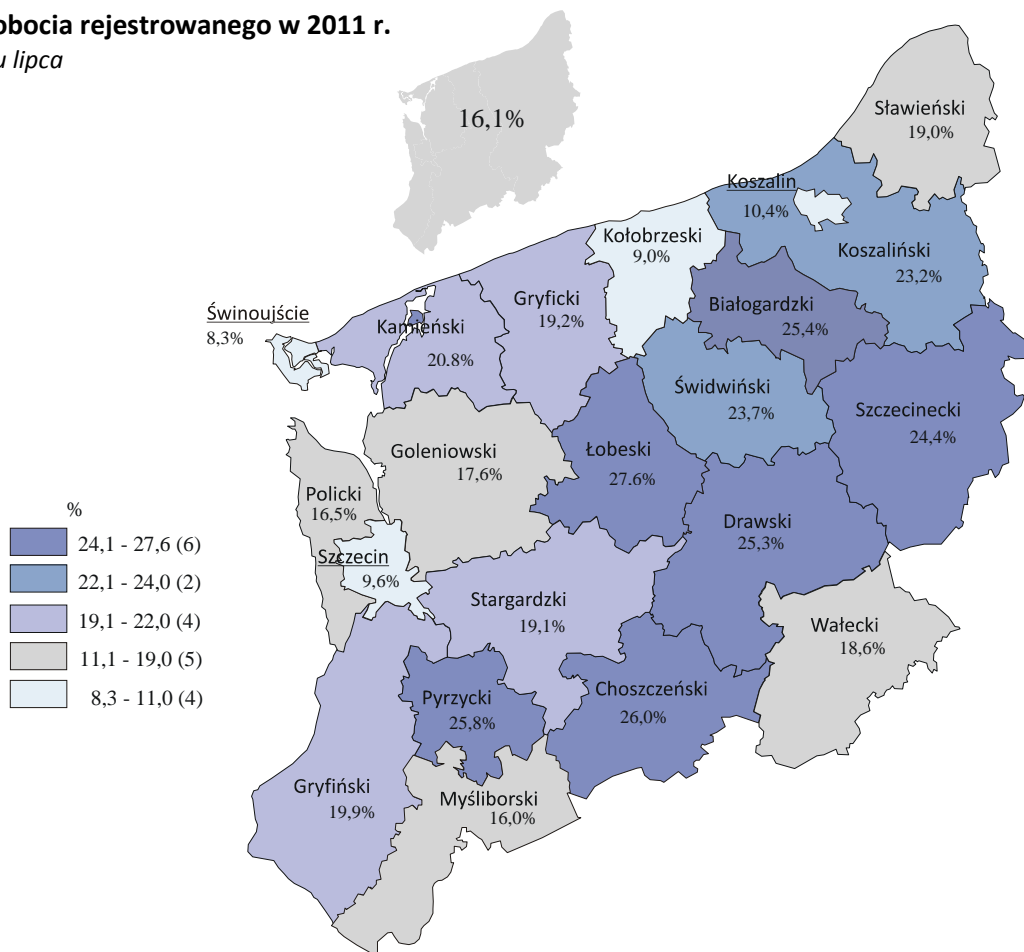 obocia rejestrowanego w 2011 r.
u lipca
16,1%
Sławieński
19,0%
Koszalin
10,4%
Kołobrzeski
9,0%
Koszaliński
23,2%
Gryficki
19,2%
Białogardzki
25,4%
Świnoujście
8,3%
Kamieński
20.8%
Świdwiński
23,7%
Szczecinecki
24,4%
Goleniowski
17,6%
Łobeski
27.6%
Policki
16,5%
Drawski
25,3%
Szczecin
9,6%
Stargardzki
19,1%
Wałecki
18,6%
Pyrzycki
25,8%
Choszczeński
26,0%
Gryfiński
19,9%
Myśliborski
16,0%
%
24,1 - 27,6 (6)
22,1 - 24,0 (2)
19,1 - 22,0 (4)
11,1 - 19,0 (5)
8,3 - 11,0 (4)